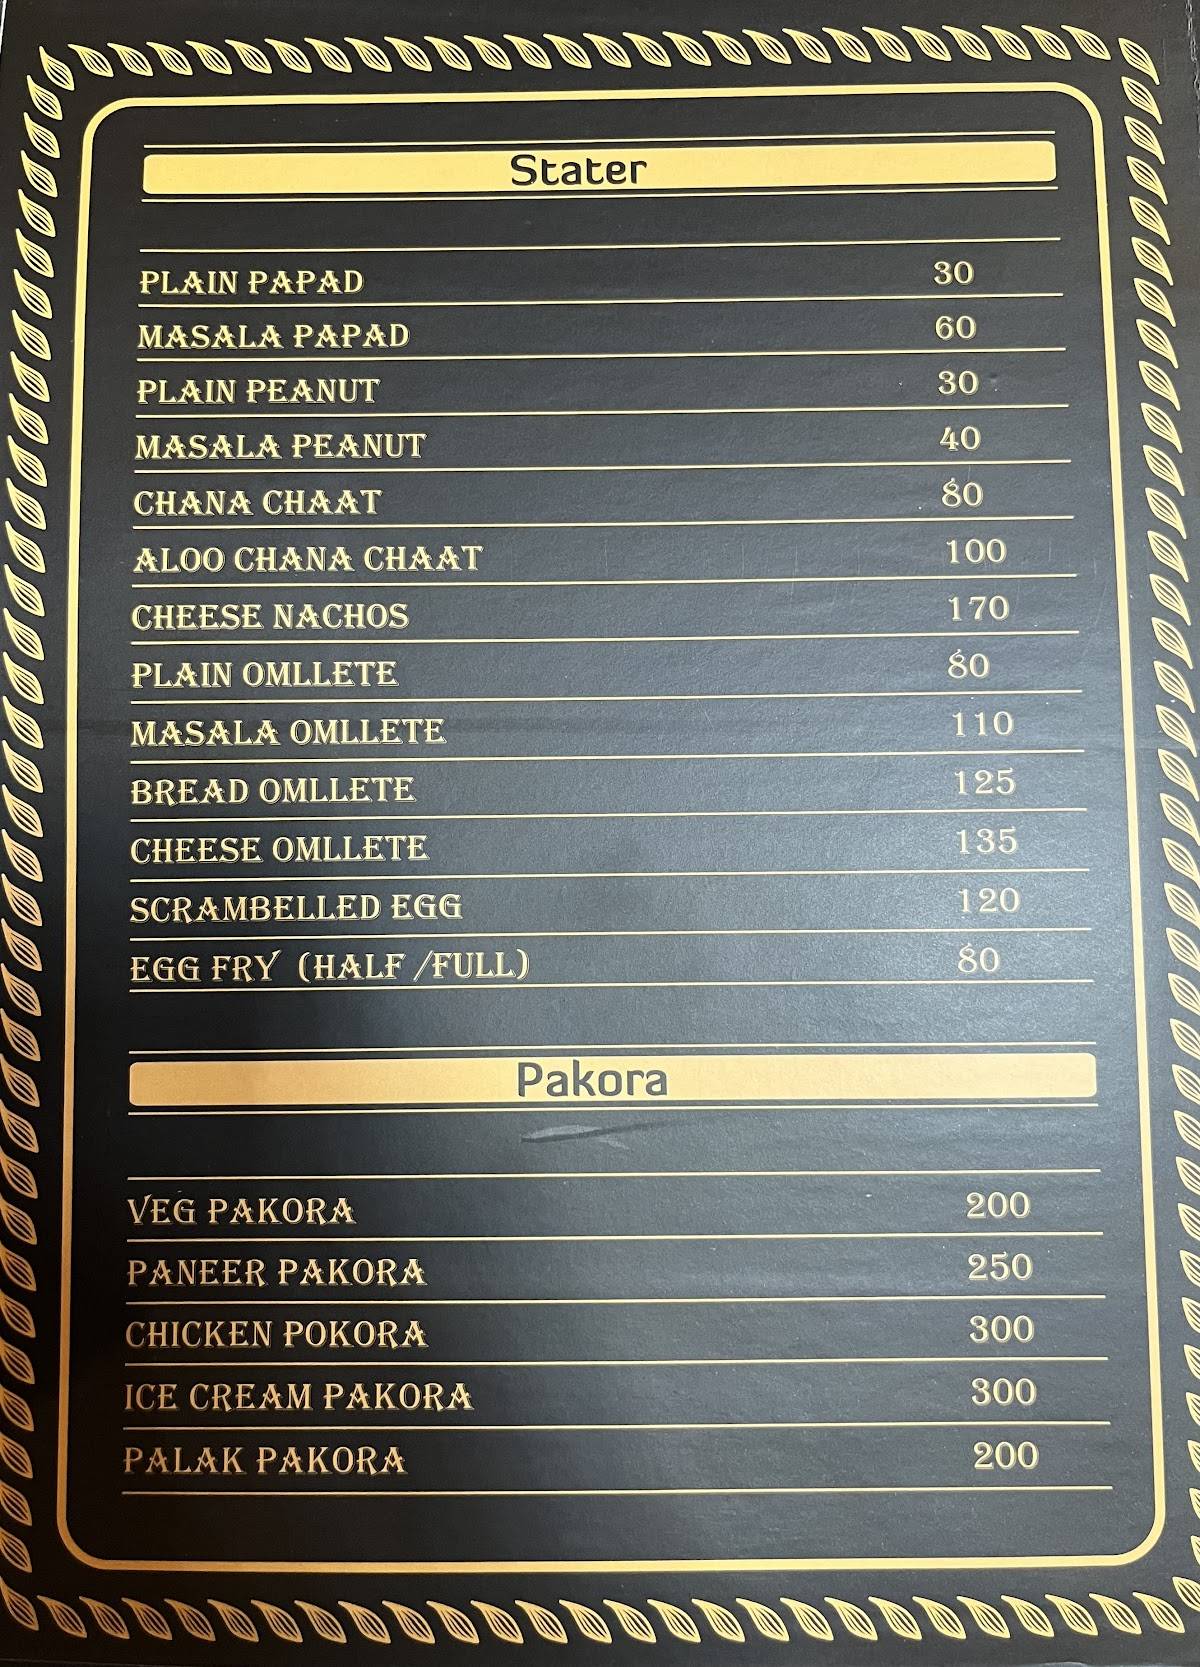 Stater
PLAIN PAPAD 30
MASALA PAPAD 60
PLAIN PEANUT 30
MASALA PEANUT 40
CHANA CHAAT 80
ALOO CHANA CHAAT 100
CHEESE NACHOS 170
PLAIN OMLLETE 80
MASALA OMLLETE 110
BREAD OMLLETE 125
CHEESE OMLLETE 135
SCRAMBELLED EGG 120
EGG FRY (HALF /FULL) 80
Pakora
VEG PAKORA 200
PANEER PAKORA 250
CHICKEN POKORA 300
ICE CREAM PAKORA 300
PALAK PAKORA 200